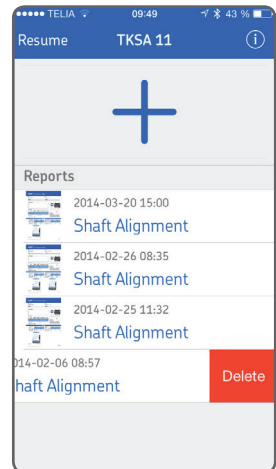 TELIA 09:49 43 %
Resume TKSA 11
Reports
2014-03-20 15:00
Shaft Alignment
2014-02-26 08:35
Shaft Alignment
2014-02-25 11:32
Shaft Alignment
014-02-06 08:57
haft Alignment
Delete